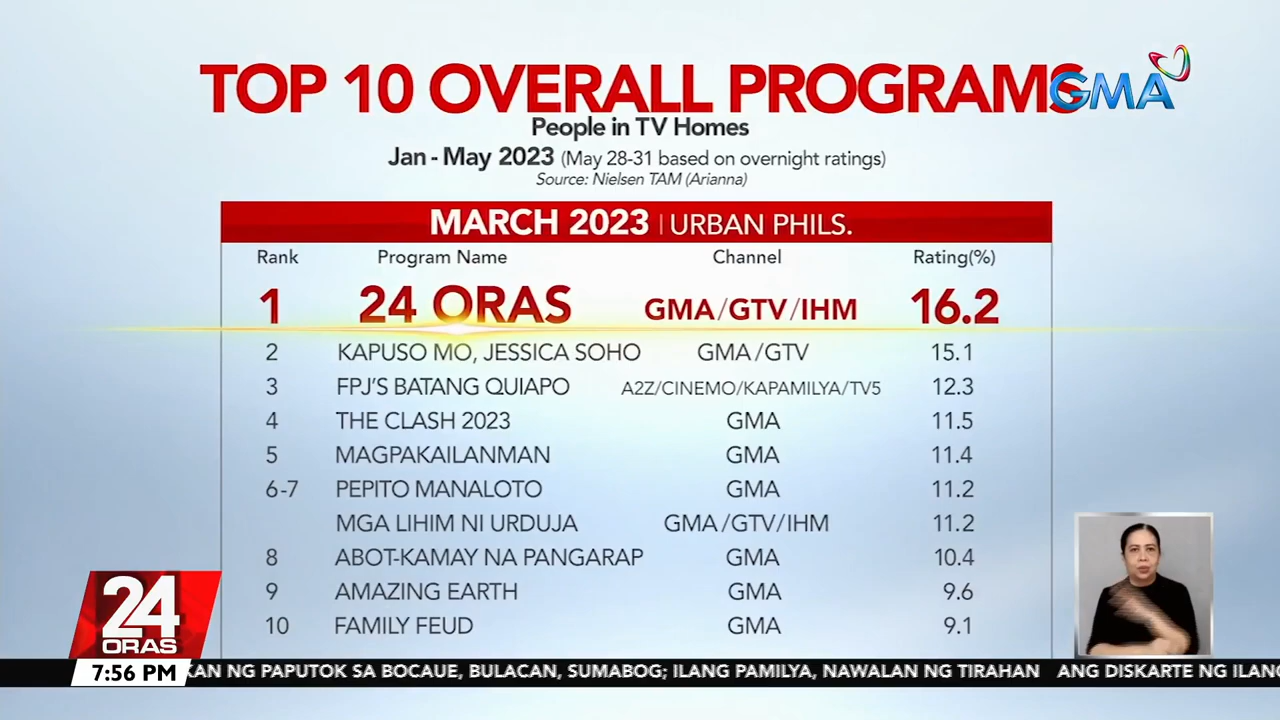 TOP 10 OVERALL PROGRAMS
GMA
People in TV Homes
Jan - May 2023 (May 28-31 based on overnight ratings)
Source: Nielsen TAM (Arianna)
MARCH 2023 | URBAN PHILS.
Rank Program Name Channel Rating(%)
1 24 ORAS GMA/GTV/IHM 16.2
2 KAPUSO MO, JESSICA SOHO GMA/GTV 15.1
3 FPJ'S BATANG QUIAPO A2Z/CINEMO/KAPAMILYA/TV5 12.3
4 THE CLASH 2023 GMA 11.5
5 MAGPAKAILANMAN GMA 11.4
6-7 PEPITO MANALOTO GMA 11.2
MGA LIHIM NI URDUJA GMA/GTV/IHM 11.2
8 ABOT-KAMAY NA PANGARAP GMA 10.4
9 AMAZING EARTH GMA 9.6
10 FAMILY FEUD GMA 9.1
24
ORAS
7:56 PM KAN NG PAPUTOK SA BOCAUE, BULACAN, SUMABOG; ILANG PAMILYA, NAWALAN NG TIRAHAN ANG DISKARTE NG ILANG